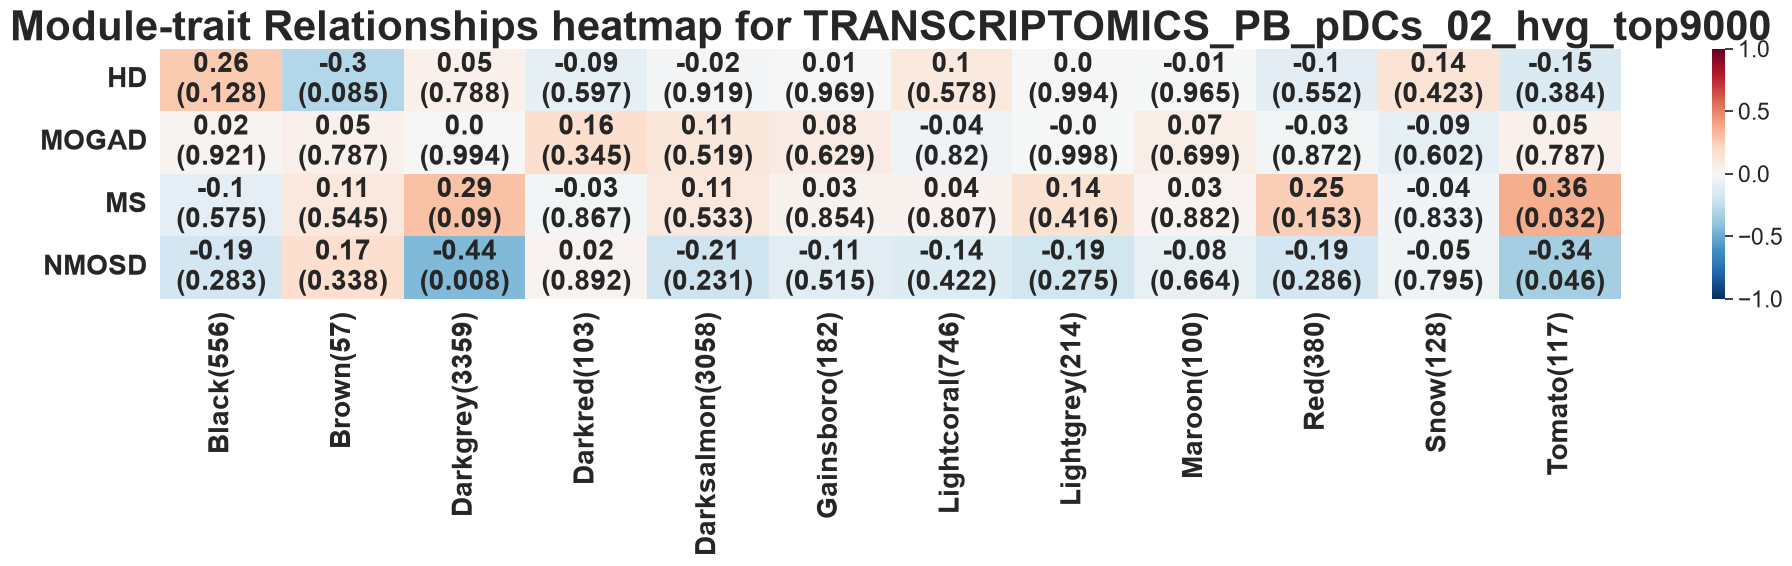 Module-trait Relationships heatmap for TRANSCRIPTOMICS_PB_pDCs_02_hvg_top9000
HD 0.26 -0.3 0.05 -0.09 -0.02 0.01 0.1 0.0 -0.01 -0.1 0.14 -0.15
(0.128) (0.085) (0.788) (0.597) (0.919) (0.969) (0.578) (0.994) (0.965) (0.552) (0.423) (0.384)
MOGAD 0.02 0.05 0.0 0.16 0.11 0.08 -0.04 -0.0 0.07 -0.03 -0.09 0.05
(0.921) (0.787) (0.994) (0.345) (0.519) (0.629) (0.82) (0.998) (0.699) (0.872) (0.602) (0.787)
MS -0.1 0.11 0.29 -0.03 0.11 0.03 0.04 0.14 0.03 0.25 -0.04 0.36
(0.575) (0.545) (0.09) (0.867) (0.533) (0.854) (0.807) (0.416) (0.882) (0.153) (0.833) (0.032)
NMOSD -0.19 0.17 -0.44 0.02 -0.21 -0.11 -0.14 -0.19 -0.08 -0.19 -0.05 -0.34
(0.283) (0.338) (0.008) (0.892) (0.231) (0.515) (0.422) (0.275) (0.664) (0.286) (0.795) (0.046)
Black(556)
Brown(57)
Darkgrey(3359)
Darkred(103)
Darksalmon(3058)
Gainsboro(182)
Lightcoral(746)
Lightgrey(214)
Maroon(100)
Red(380)
Snow(128)
Tomato(117)
1.0
0.5
0.0
−0.5
−1.0